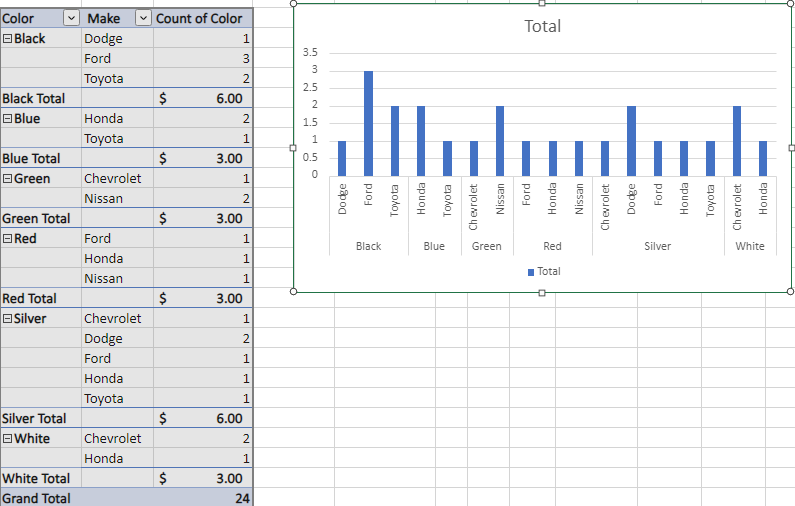 Color Make Count of Color
Black Dodge 1
Ford 3
Toyota 2
Black Total $ 6.00
Blue Honda 2
Toyota 1
Blue Total $ 3.00
Green Chevrolet 1
Nissan 2
Green Total $ 3.00
Red Ford 1
Honda 1
Nissan 1
Red Total $ 3.00
Silver Chevrolet 1
Dodge 2
Ford 1
Honda 1
Toyota 1
Silver Total $ 6.00
White Chevrolet 2
Honda 1
White Total $ 3.00
Grand Total 24
Total
3.5
3
2.5
2
1.5
1
0.5
0
Dodge Ford Toyota Honda Toyota Chevrolet Nissan Ford Honda Nissan Chevrolet Dodge Ford Honda Toyota Chevrolet Honda
Black Blue Green Red Silver White
Total